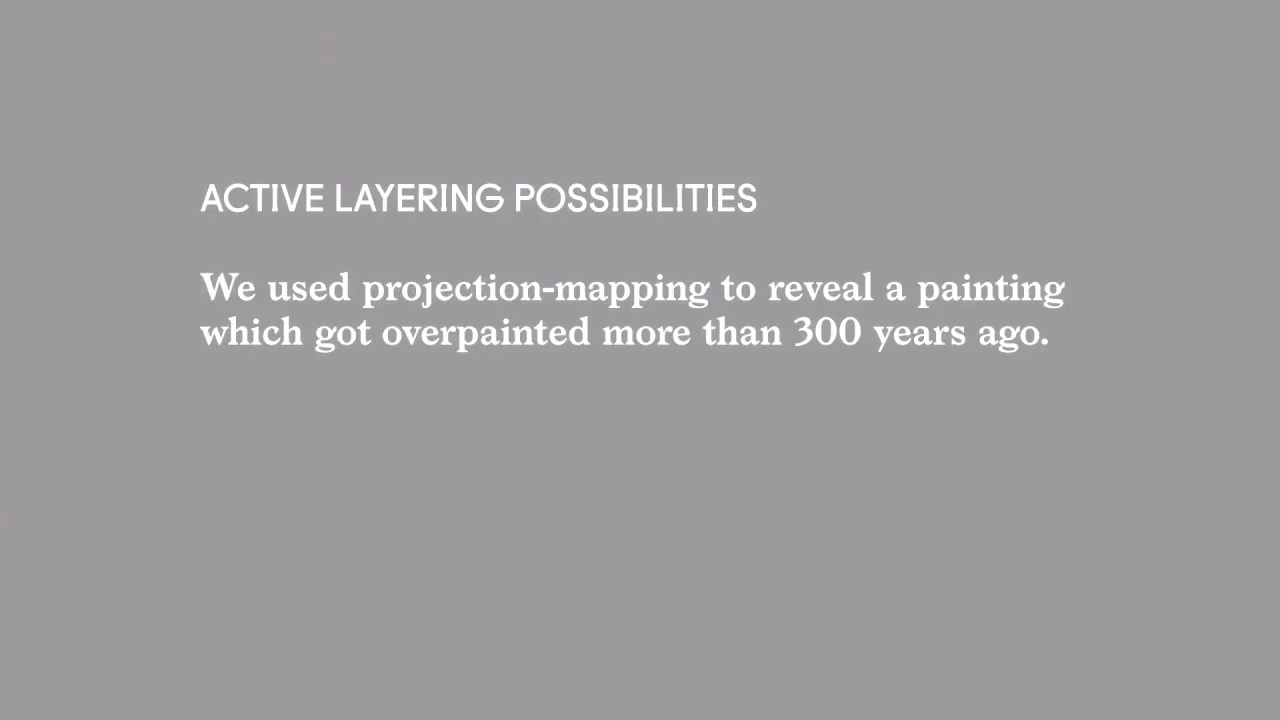 ACTIVE LAYERING POSSIBILITIES
We used projection-mapping to reveal a painting
which got overpainted more than 300 years ago.